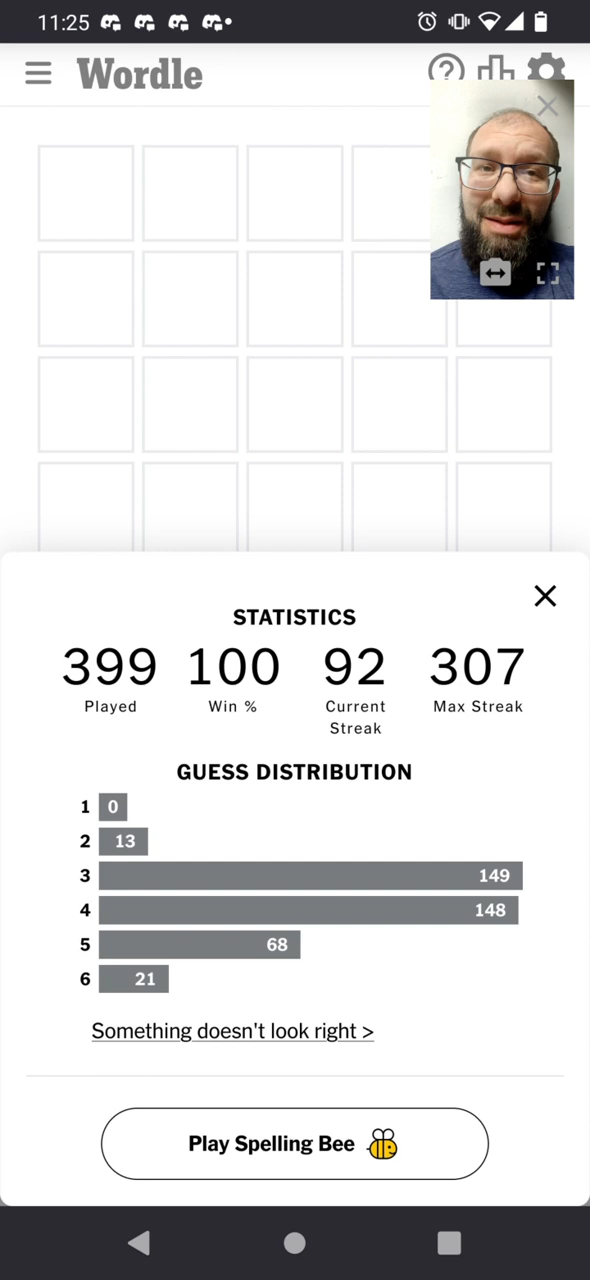 11:25
Wordle
STATISTICS
399 100 92 307
Played Win % Current Streak Max Streak
GUESS DISTRIBUTION
1 0
2 13
3 149
4 148
5 68
6 21
Something doesn't look right >
Play Spelling Bee